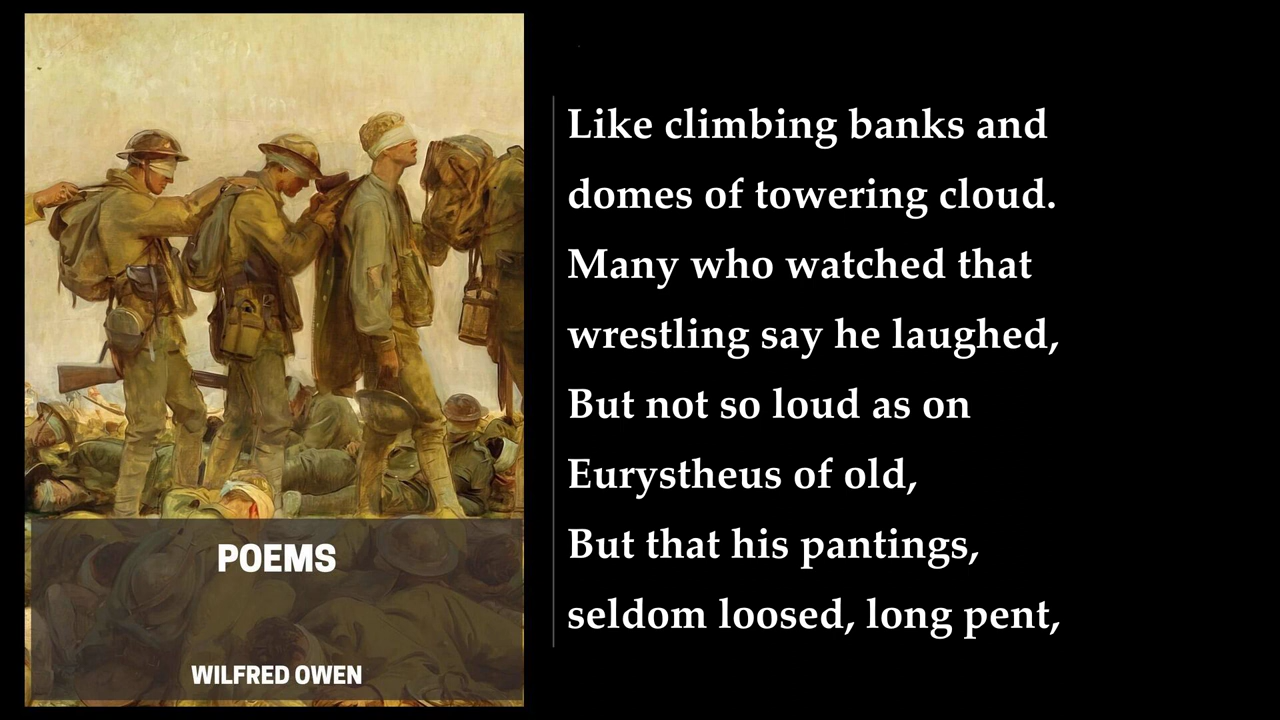 POEMS
WILFRED OWEN
Like climbing banks and
domes of towering cloud.
Many who watched that
wrestling say he laughed,
But not so loud as on
Eurystheus of old,
But that his pantings,
seldom loosed, long pent,